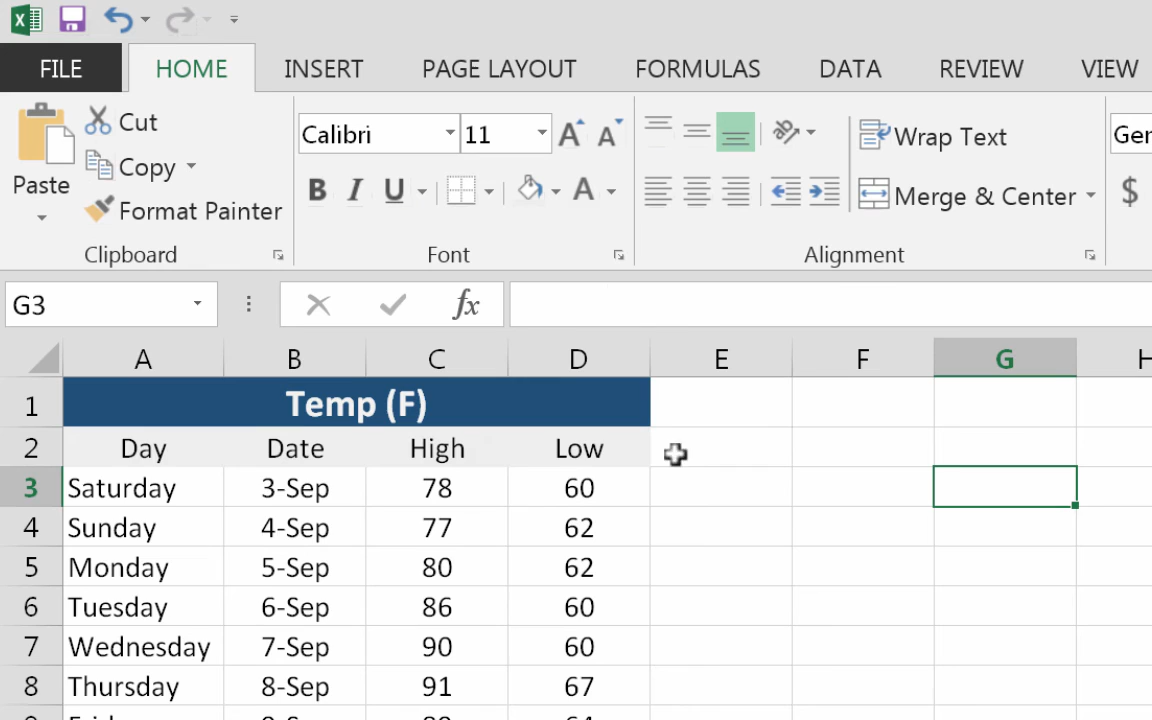 FILE HOME INSERT PAGE LAYOUT FORMULAS DATA REVIEW VIEW
Cut Calibri 11 A A Wrap Text
Copy
Paste B I U A Merge & Center $
Format Painter
Clipboard Font Alignment
G3 fx
A B C D E F G H
1 Temp (F)
2 Day Date High Low
3 Saturday 3-Sep 78 60
4 Sunday 4-Sep 77 62
5 Monday 5-Sep 80 62
6 Tuesday 6-Sep 86 60
7 Wednesday 7-Sep 90 60
8 Thursday 8-Sep 91 67